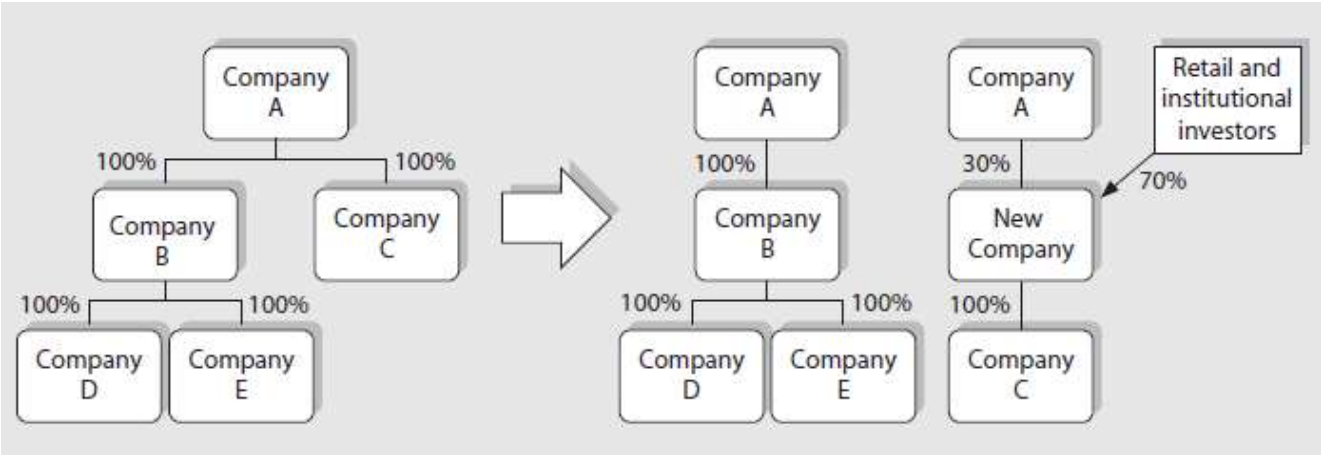 Company
A
100%
100%
Company
B
Company
C
100%
100%
Company
D
Company
E
Company
A
100%
Company
B
100%
100%
Company
D
Company
E
Company
A
Retail and
institutional
investors
30%
70%
New
Company
100%
Company
C